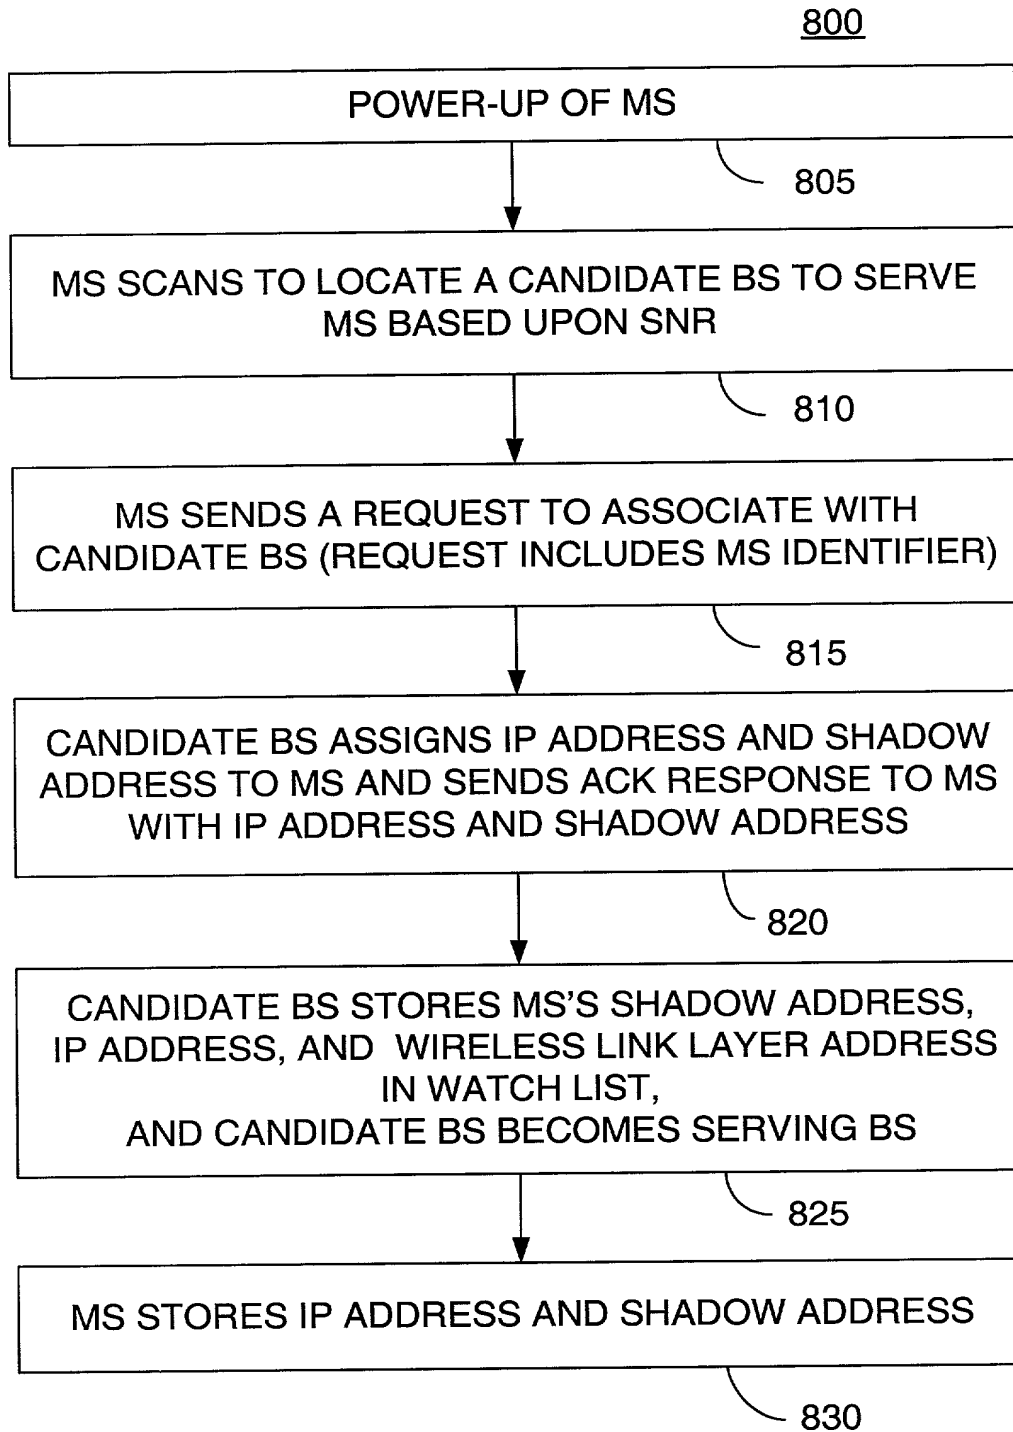 800
POWER-UP OF MS
805
MS SCANS TO LOCATE A CANDIDATE BS TO SERVE
MS BASED UPON SNR
810
MS SENDS A REQUEST TO ASSOCIATE WITH
CANDIDATE BS (REQUEST INCLUDES MS IDENTIFIER)
815
CANDIDATE BS ASSIGNS IP ADDRESS AND SHADOW
ADDRESS TO MS AND SENDS ACK RESPONSE TO MS
WITH IP ADDRESS AND SHADOW ADDRESS
820
CANDIDATE BS STORES MS'S SHADOW ADDRESS,
IP ADDRESS, AND WIRELESS LINK LAYER ADDRESS
IN WATCH LIST,
AND CANDIDATE BS BECOMES SERVING BS
825
MS STORES IP ADDRESS AND SHADOW ADDRESS
830